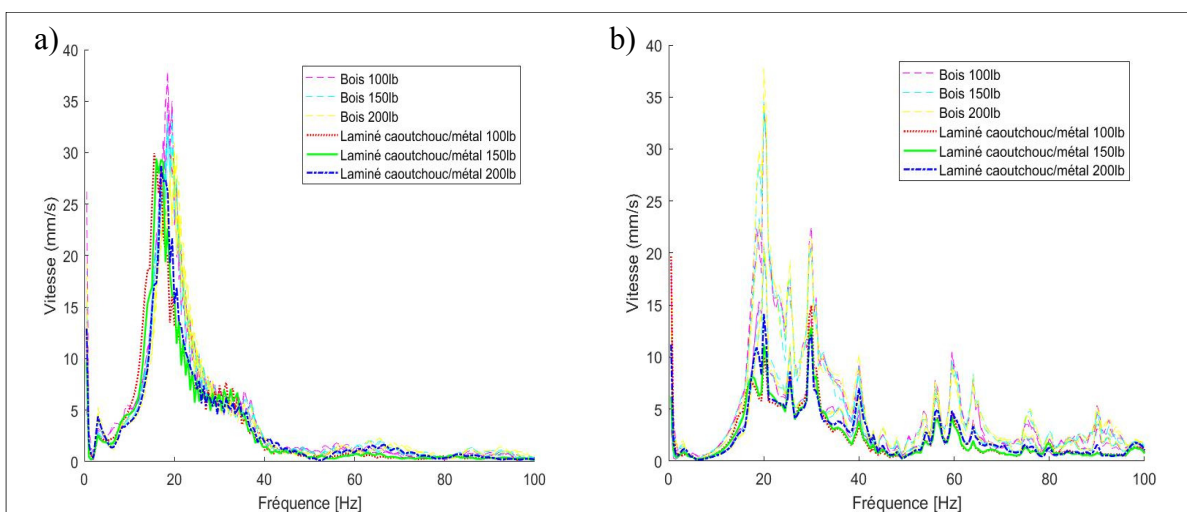 a)
40
35
30
25
20
15
10
5
0
Vitesse (mm/s)
0 20 40 60 80 100
Fréquence [Hz]
Bois 100lb
Bois 150lb
Bois 200lb
Laminé caoutchouc/métal 100lb
Laminé caoutchouc/métal 150lb
Laminé caoutchouc/métal 200lb
b)
40
35
30
25
20
15
10
5
0
Vitesse (mm/s)
0 20 40 60 80 100
Fréquence [Hz]
Bois 100lb
Bois 150lb
Bois 200lb
Laminé caoutchouc/métal 100lb
Laminé caoutchouc/métal 150lb
Laminé caoutchouc/métal 200lb